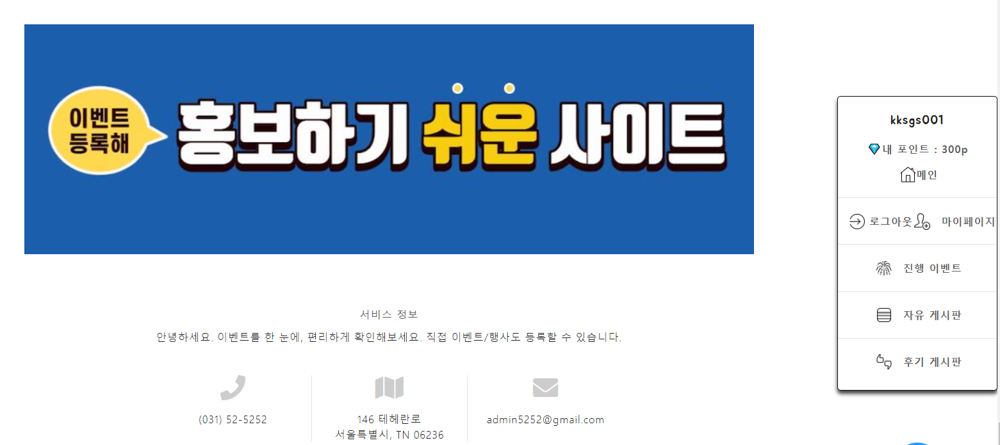 이벤트
등록해
홍보하기 쉬운 사이트
서비스 정보
안녕하세요. 이벤트를 한 눈에, 편리하게 확인해보세요. 직접 이벤트/행사도 등록할 수 있습니다.
(031) 52-5252
146 테헤란로
서울특별시, TN 06236
admin5252@gmail.com
kksgs001
내 포인트 : 300p
메인
로그아웃 마이페이지
진행 이벤트
자유 게시판
후기 게시판